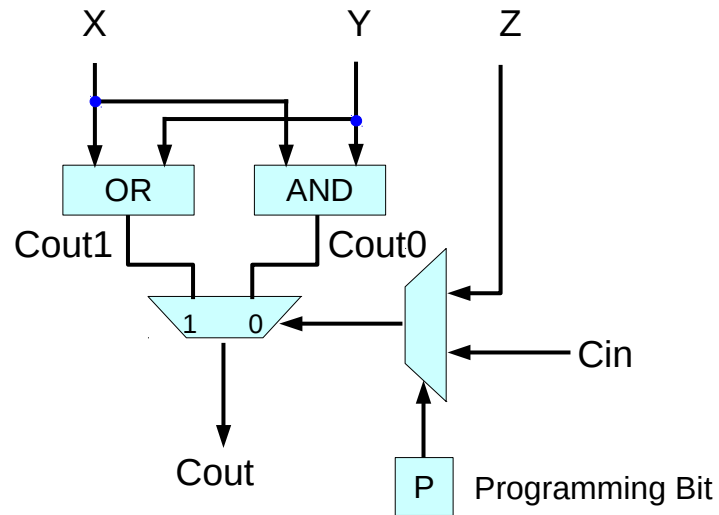 X Y Z
OR AND
Cout1 Cout0
1 0
Cin
Cout
P Programming Bit